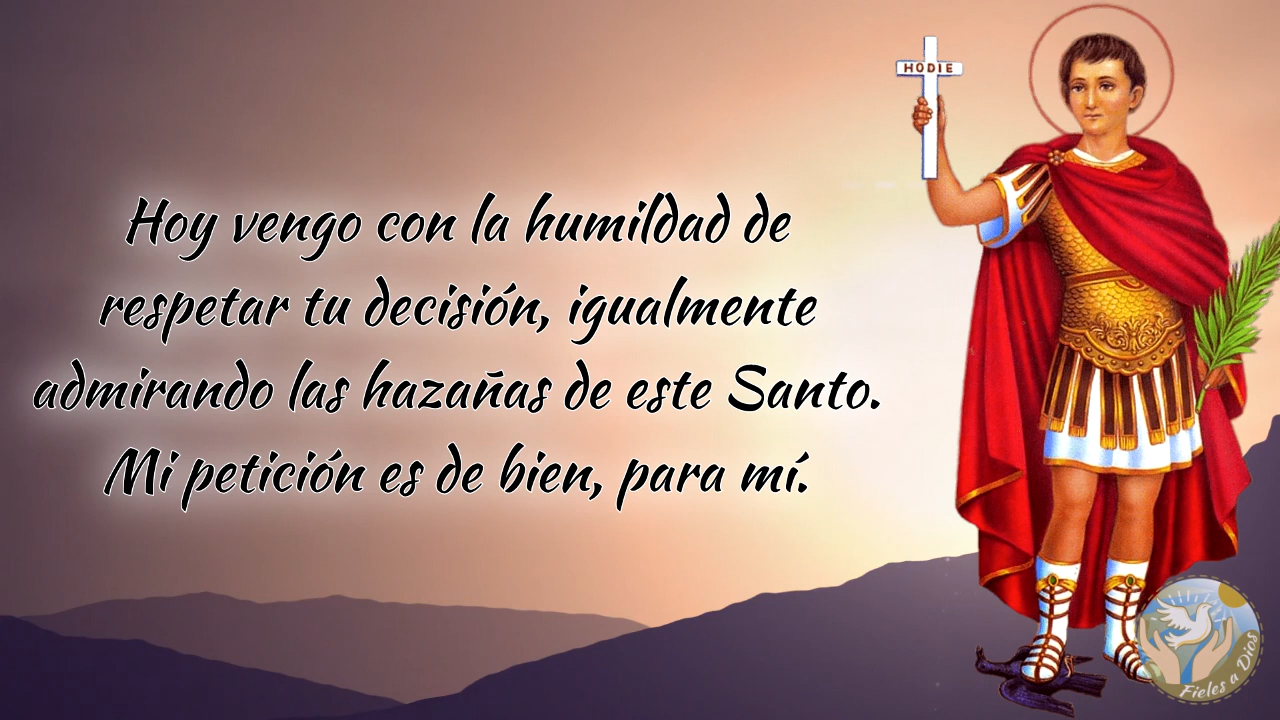 HODIE
Hoy vengo con la humildad de
respetar tu decisión, igualmente
admirando las hazañas de este Santo.
Mi petición es de bien, para mí.
Fieles a Dios